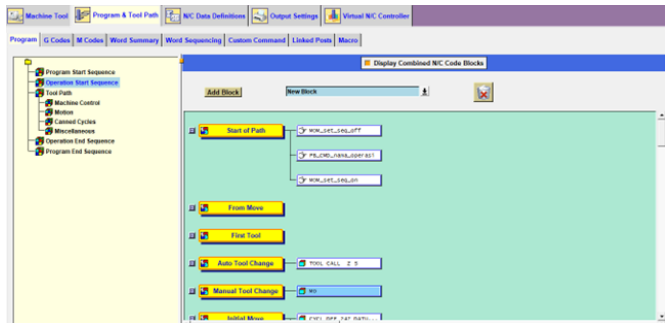 Machine Tool Program & Tool Path N/C Data Definitions Output Settings Virtual N/C Controller
Program G Codes M Codes Word Summary Word Sequencing Custom Command Linked Posts Macro
Display Combined N/C Code Blocks
Program Start Sequence
Operation Start Sequence
Tool Path
Machine Control
Motion
Canned Cycles
Miscellaneous
Operation End Sequence
Program End Sequence
Add Block New Block
Start of Path MOM_set_seq_off
PB_CMD_nama_operasi
MOM_set_seq_on
From Move
First Tool
Auto Tool Change TOOL CALL Z S
Manual Tool Change M0
Initial Move